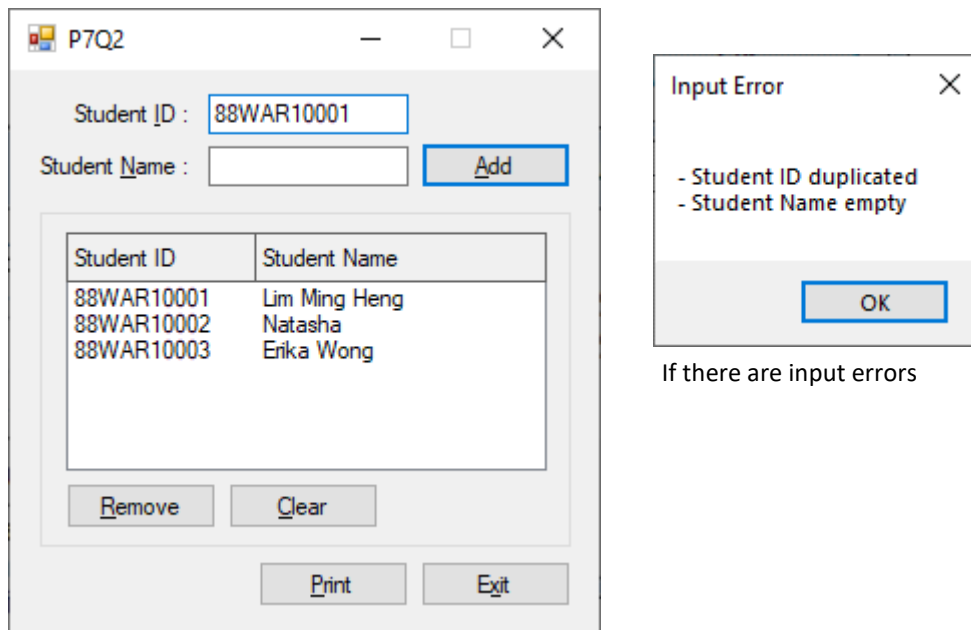 P7Q2
Student ID : 88WAR10001
Student Name :
Add
Student ID Student Name
88WAR10001 Lim Ming Heng
88WAR10002 Natasha
88WAR10003 Erika Wong
Remove Clear
Print Exit
Input Error
- Student ID duplicated
- Student Name empty
OK
If there are input errors